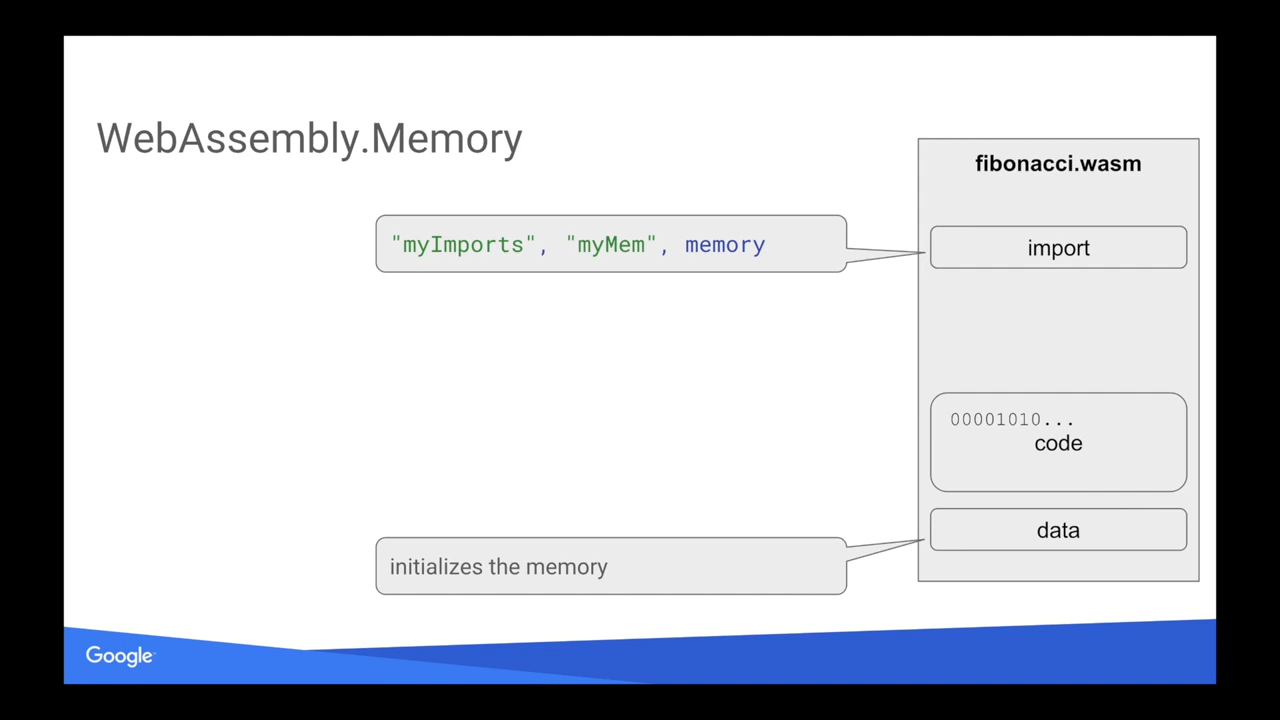 WebAssembly.Memory
fibonacci.wasm
"myImports", "myMem", memory
import
00001010...
code
data
initializes the memory
Google